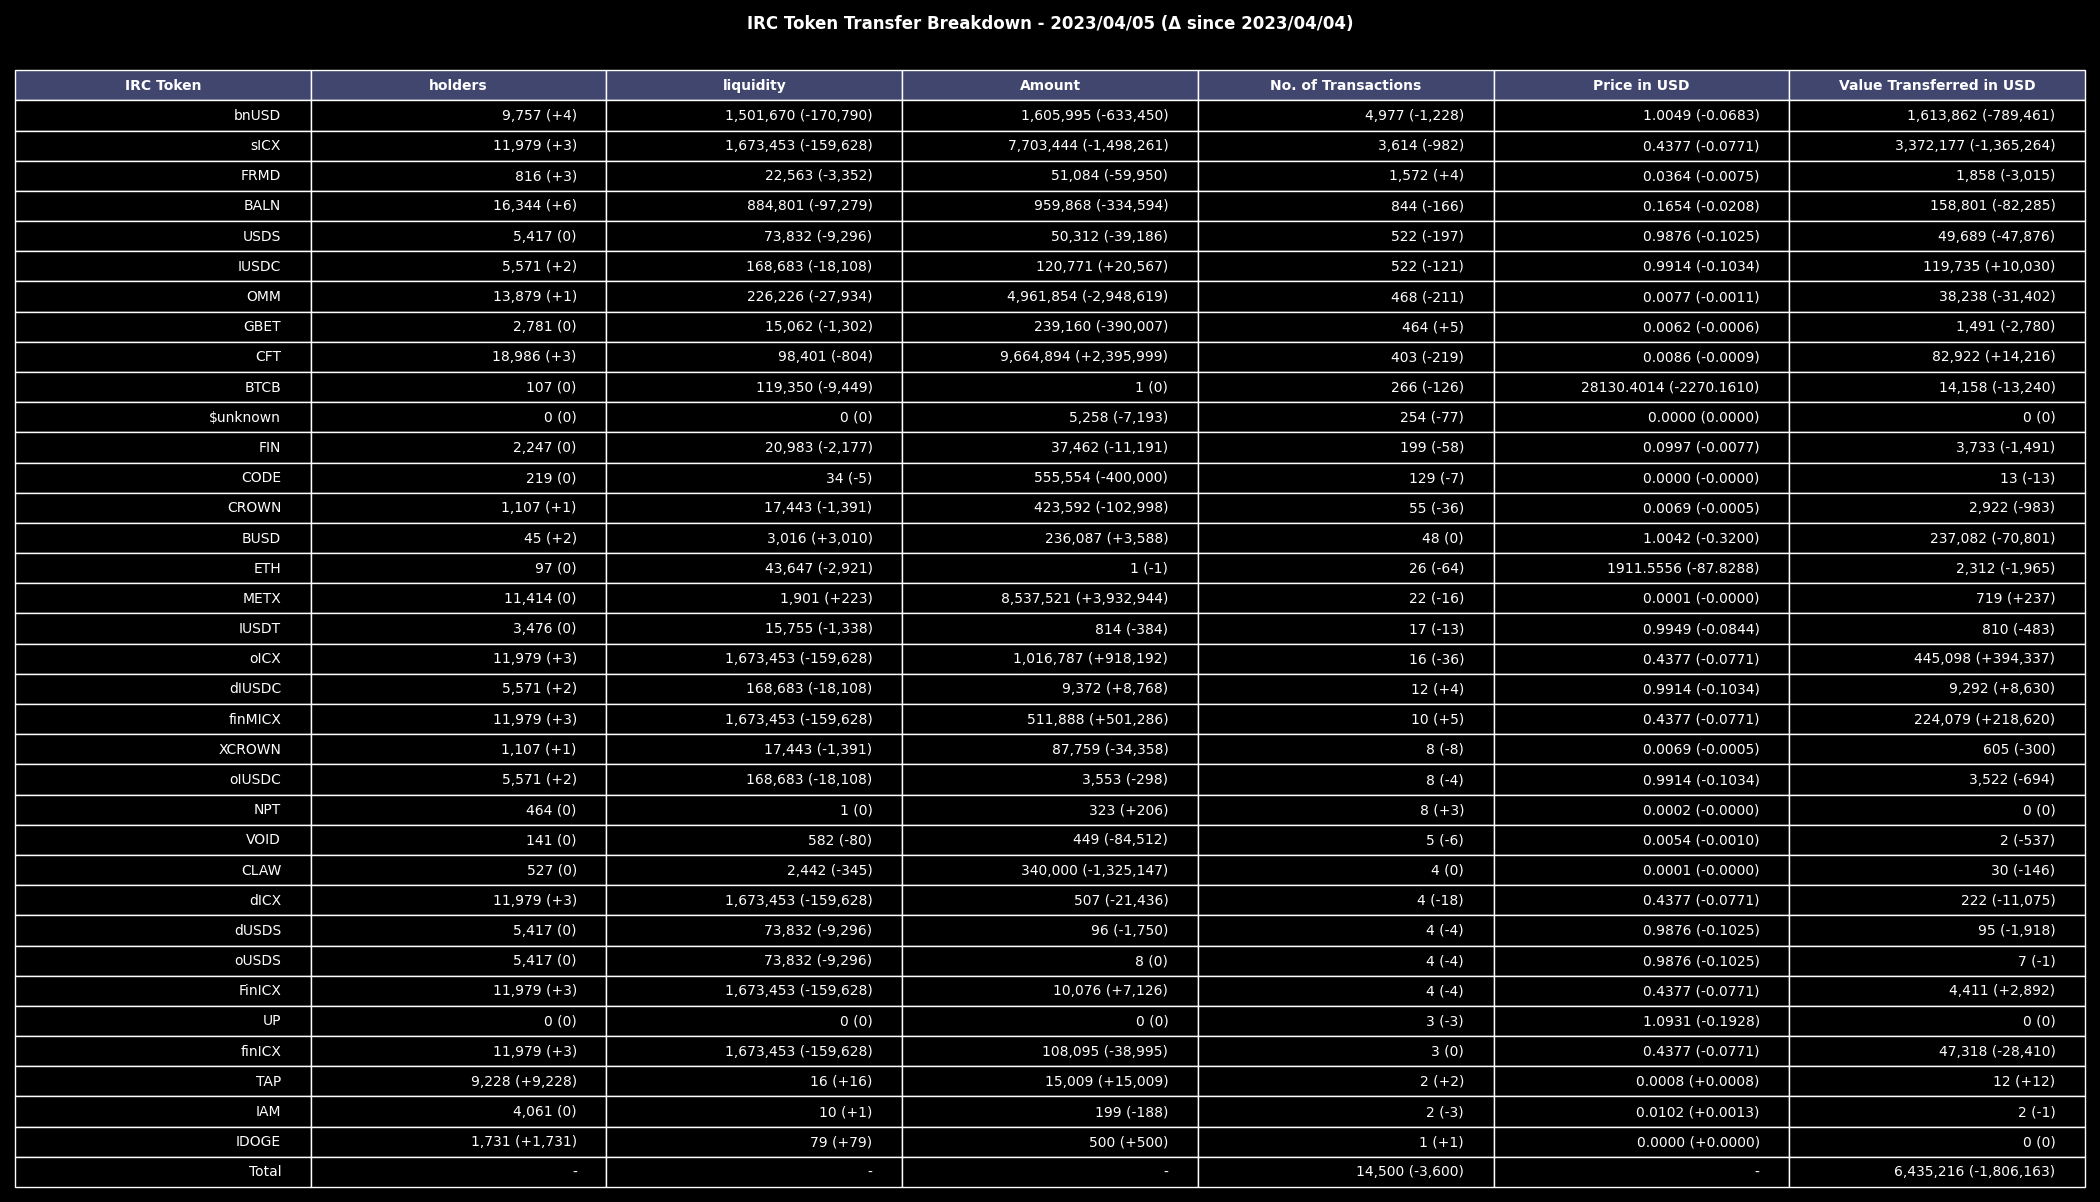 IRC Token Transfer Breakdown - 2023/04/05 (Δ since 2023/04/04)
IRC Token holders liquidity Amount No. of Transactions Price in USD Value Transferred in USD
bnUSD 9,757 (+4) 1,501,670 (-170,790) 1,605,995 (-633,450) 4,977 (-1,228) 1.0049 (-0.0683) 1,613,862 (-789,461)
sICX 11,979 (+3) 1,673,453 (-159,628) 7,703,444 (-1,498,261) 3,614 (-982) 0.4377 (-0.0771) 3,372,177 (-1,365,264)
FRMD 816 (+3) 22,563 (-3,352) 51,084 (-59,950) 1,572 (+4) 0.0364 (-0.0075) 1,858 (-3,015)
BALN 16,344 (+6) 884,801 (-97,279) 959,868 (-334,594) 844 (-166) 0.1654 (-0.0208) 158,801 (-82,285)
USDS 5,417 (0) 73,832 (-9,296) 50,312 (-39,186) 522 (-197) 0.9876 (-0.1025) 49,689 (-47,876)
IUSDC 5,571 (+2) 168,683 (-18,108) 120,771 (+20,567) 522 (-121) 0.9914 (-0.1034) 119,735 (+10,030)
OMM 13,879 (+1) 226,226 (-27,934) 4,961,854 (-2,948,619) 468 (-211) 0.0077 (-0.0011) 38,238 (-31,402)
GBET 2,781 (0) 15,062 (-1,302) 239,160 (-390,007) 464 (+5) 0.0062 (-0.0006) 1,491 (-2,780)
CFT 18,986 (+3) 98,401 (-804) 9,664,894 (+2,395,999) 403 (-219) 0.0086 (-0.0009) 82,922 (+14,216)
BTCB 107 (0) 119,350 (-9,449) 1 (0) 266 (-126) 28130.4014 (-2270.1610) 14,158 (-13,240)
$unknown 0 (0) 0 (0) 5,258 (-7,193) 254 (-77) 0.0000 (0.0000) 0 (0)
FIN 2,247 (0) 20,983 (-2,177) 37,462 (-11,191) 199 (-58) 0.0997 (-0.0077) 3,733 (-1,491)
CODE 219 (0) 34 (-5) 555,554 (-400,000) 129 (-7) 0.0000 (-0.0000) 13 (-13)
CROWN 1,107 (+1) 17,443 (-1,391) 423,592 (-102,998) 55 (-36) 0.0069 (-0.0005) 2,922 (-983)
BUSD 45 (+2) 3,016 (+3,010) 236,087 (+3,588) 48 (0) 1.0042 (-0.3200) 237,082 (-70,801)
ETH 97 (0) 43,647 (-2,921) 1 (-1) 26 (-64) 1911.5556 (-87.8288) 2,312 (-1,965)
METX 11,414 (0) 1,901 (+223) 8,537,521 (+3,932,944) 22 (-16) 0.0001 (-0.0000) 719 (+237)
IUSDT 3,476 (0) 15,755 (-1,338) 814 (-384) 17 (-13) 0.9949 (-0.0844) 810 (-483)
oICX 11,979 (+3) 1,673,453 (-159,628) 1,016,787 (+918,192) 16 (-36) 0.4377 (-0.0771) 445,098 (+394,337)
dIUSDC 5,571 (+2) 168,683 (-18,108) 9,372 (+8,768) 12 (+4) 0.9914 (-0.1034) 9,292 (+8,630)
finMICX 11,979 (+3) 1,673,453 (-159,628) 511,888 (+501,286) 10 (+5) 0.4377 (-0.0771) 224,079 (+218,620)
XCROWN 1,107 (+1) 17,443 (-1,391) 87,759 (-34,358) 8 (-8) 0.0069 (-0.0005) 605 (-300)
oIUSDC 5,571 (+2) 168,683 (-18,108) 3,553 (-298) 8 (-4) 0.9914 (-0.1034) 3,522 (-694)
NPT 464 (0) 1 (0) 323 (+206) 8 (+3) 0.0002 (-0.0000) 0 (0)
VOID 141 (0) 582 (-80) 449 (-84,512) 5 (-6) 0.0054 (-0.0010) 2 (-537)
CLAW 527 (0) 2,442 (-345) 340,000 (-1,325,147) 4 (0) 0.0001 (-0.0000) 30 (-146)
dICX 11,979 (+3) 1,673,453 (-159,628) 507 (-21,436) 4 (-18) 0.4377 (-0.0771) 222 (-11,075)
dUSDS 5,417 (0) 73,832 (-9,296) 96 (-1,750) 4 (-4) 0.9876 (-0.1025) 95 (-1,918)
oUSDS 5,417 (0) 73,832 (-9,296) 8 (0) 4 (-4) 0.9876 (-0.1025) 7 (-1)
FinICX 11,979 (+3) 1,673,453 (-159,628) 10,076 (+7,126) 4 (-4) 0.4377 (-0.0771) 4,411 (+2,892)
UP 0 (0) 0 (0) 0 (0) 3 (-3) 1.0931 (-0.1928) 0 (0)
finICX 11,979 (+3) 1,673,453 (-159,628) 108,095 (-38,995) 3 (0) 0.4377 (-0.0771) 47,318 (-28,410)
TAP 9,228 (+9,228) 16 (+16) 15,009 (+15,009) 2 (+2) 0.0008 (+0.0008) 12 (+12)
IAM 4,061 (0) 10 (+1) 199 (-188) 2 (-3) 0.0102 (+0.0013) 2 (-1)
IDOGE 1,731 (+1,731) 79 (+79) 500 (+500) 1 (+1) 0.0000 (+0.0000) 0 (0)
Total - - - 14,500 (-3,600) - 6,435,216 (-1,806,163)